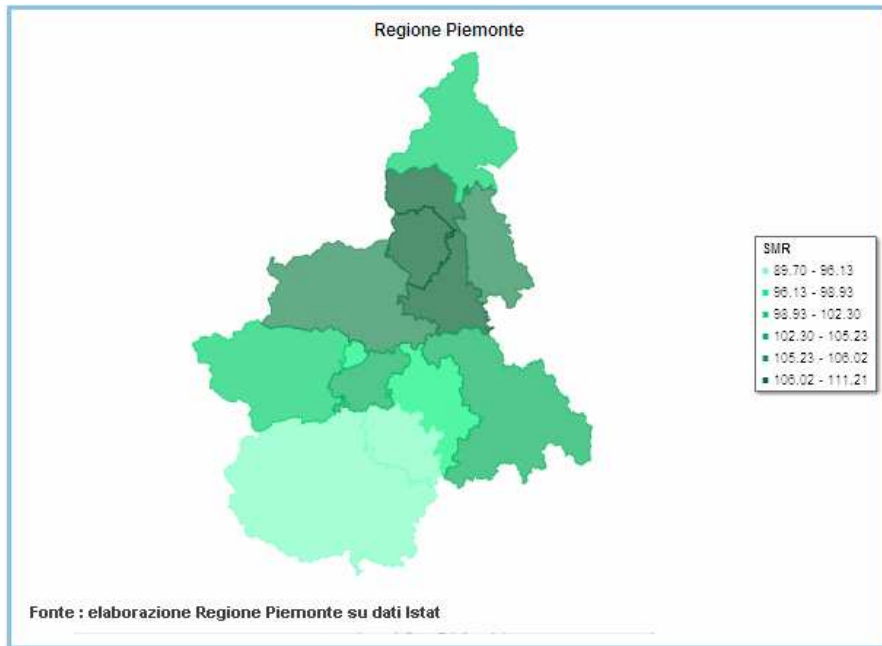 Regione Piemonte
SMR
89.70 - 96.13
96.13 - 98.93
98.93 - 102.30
102.30 - 105.23
105.23 - 106.02
106.02 - 111.21
Fonte : elaborazione Regione Piemonte su dati Istat